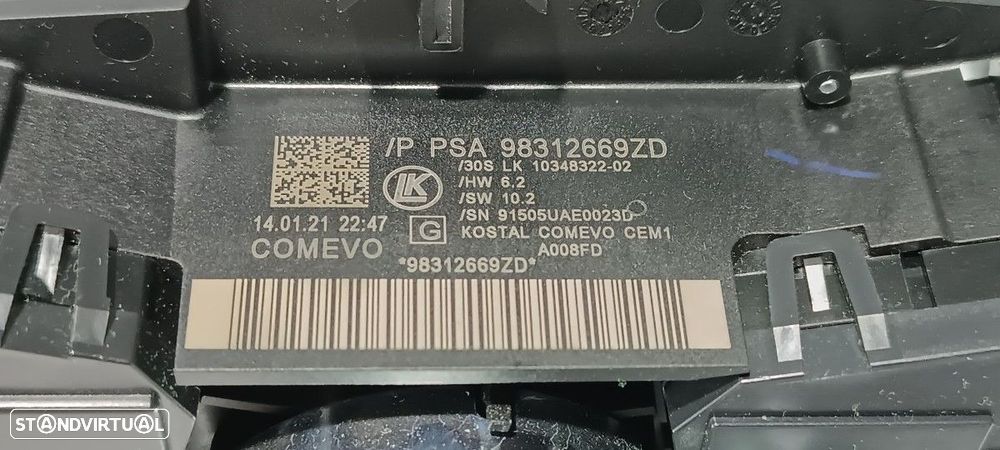 /P PSA 98312669ZD
/30S LK 10348322-02
/HW 6.2
/SW 10.2
/SN 91505UAE0023D
KOSTAL COMEVO CEM1
A008FD
LK
G
14.01.21 22:47
COMEVO
*98312669ZD*
STANDVIRTUAL